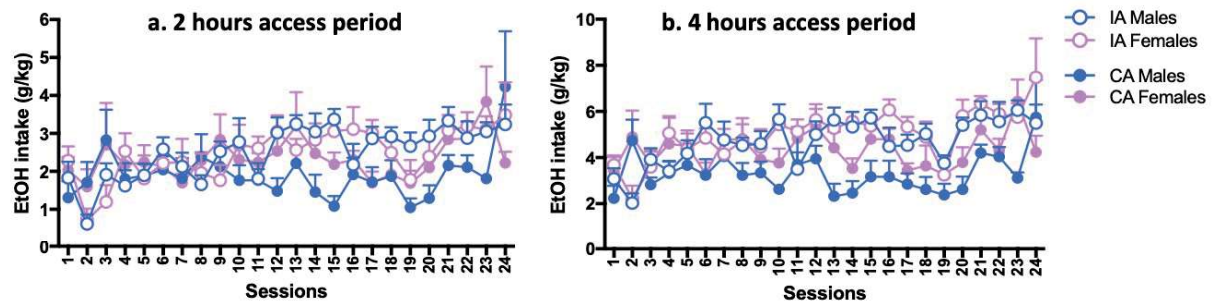 a. 2 hours access period
EtOH intake (g/kg)
6
5
4
3
2
1
0
1 2 3 4 5 6 7 8 9 10 11 12 13 14 15 16 17 18 19 20 21 22 23 24
Sessions
b. 4 hours access period
EtOH intake (g/kg)
10
8
6
4
2
0
1 2 3 4 5 6 7 8 9 10 11 12 13 14 15 16 17 18 19 20 21 22 23 24
Sessions
IA Males
IA Females
CA Males
CA Females